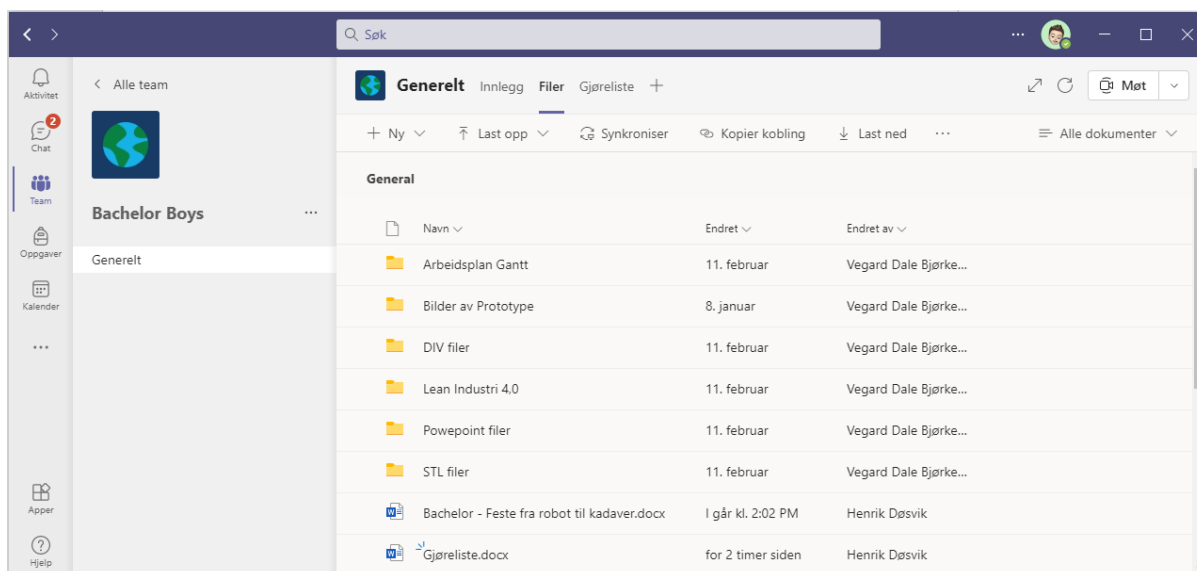 Søk
Aktivitet
2
Chat
Team
Oppgaver
Kalender
Apper
Hjelp
Alle team
Bachelor Boys
Generelt
Generelt Innlegg Filer Gjøreliste
Møt
Ny Last opp Synkroniser Kopier kobling Last ned ... Alle dokumenter
General
Navn Endret Endret av
Arbeidsplan Gantt 11. februar Vegard Dale Bjørke...
Bilder av Prototype 8. januar Vegard Dale Bjørke...
DIV filer 11. februar Vegard Dale Bjørke...
Lean Industri 4,0 11. februar Vegard Dale Bjørke...
Powepoint filer 11. februar Vegard Dale Bjørke...
STL filer 11. februar Vegard Dale Bjørke...
Bachelor - Feste fra robot til kadaver.docx I går kl. 2:02 PM Henrik Døsvik
Gjøreliste.docx for 2 timer siden Henrik Døsvik